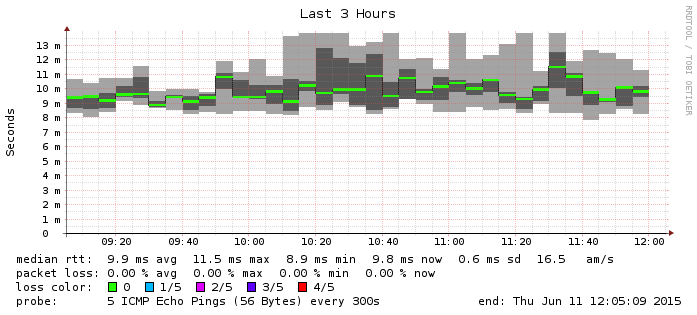 Last 3 Hours
RRDTOOL / TOBI OETIKER
Seconds
13 m
12 m
11 m
10 m
9 m
8 m
7 m
6 m
5 m
4 m
3 m
2 m
1 m
0
09:20 09:40 10:00 10:20 10:40 11:00 11:20 11:40 12:00
median rtt: 9.9 ms avg 11.5 ms max 8.9 ms min 9.8 ms now 0.6 ms sd 16.5 am/s
packet loss: 0.00 % avg 0.00 % max 0.00 % min 0.00 % now
loss color: 0 1/5 2/5 3/5 4/5
probe: 5 ICMP Echo Pings (56 Bytes) every 300s end: Thu Jun 11 12:05:09 2015